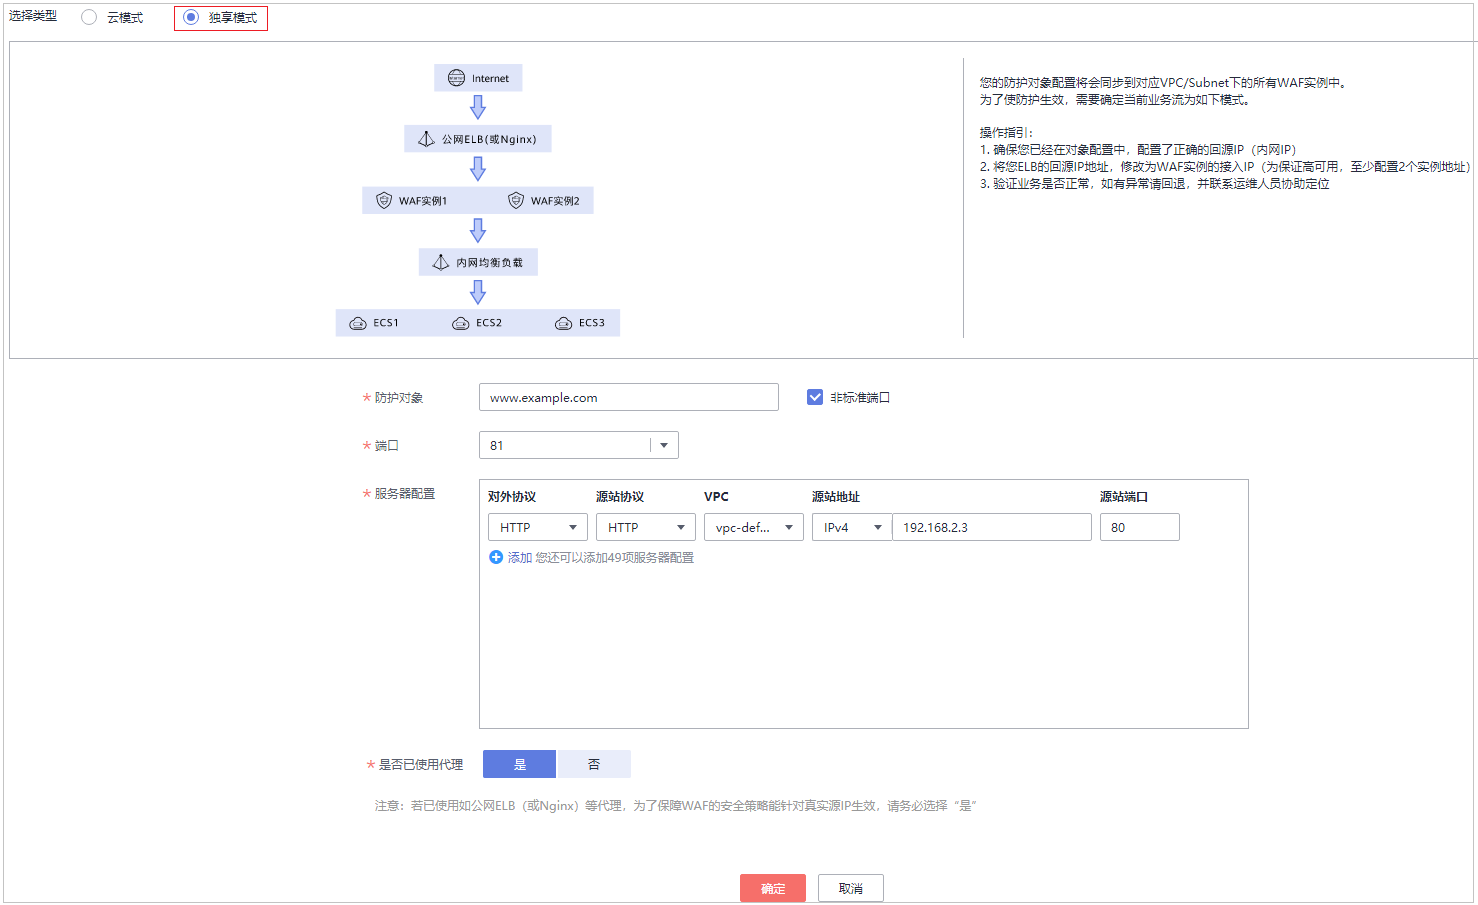 选择类型 云模式 独享模式
Internet
公网ELB(或Nginx)
WAF实例1 WAF实例2
内网均衡负载
ECS1 ECS2 ECS3
您的防护对象配置将会同步到对应VPC/Subnet下的所有WAF实例中。
为了使防护生效，需要确定当前业务流为如下模式。
操作指引：
1. 确保您已经在对象配置中，配置了正确的回源IP（内网IP）
2. 将您ELB的回源IP地址，修改为WAF实例的接入IP（为保证高可用，至少配置2个实例地址）
3. 验证业务是否正常，如有异常请回退，并联系运维人员协助定位
* 防护对象 www.example.com 非标准端口
* 端口 81
* 服务器配置 对外协议 源站协议 VPC 源站地址 源站端口
HTTP HTTP vpc-def... IPv4 192.168.2.3 80
添加 您还可以添加49项服务器配置
* 是否已使用代理 是 否
注意：若已使用如公网ELB（或Nginx）等代理，为了保障WAF的安全策略能针对真实源IP生效，请务必选择“是”
确定 取消